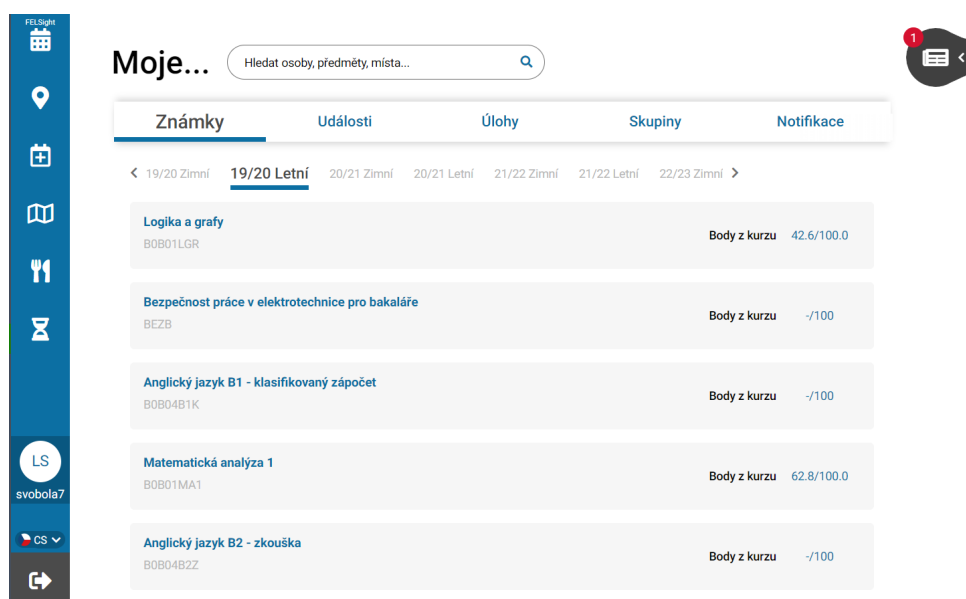 FELSight
1
Moje...
Hledat osoby, předměty, místa...
Známky Události Úlohy Skupiny Notifikace
19/20 Zimní 19/20 Letní 20/21 Zimní 20/21 Letní 21/22 Zimní 21/22 Letní 22/23 Zimní
Logika a grafy
B0B01LGR
Body z kurzu 42.6/100.0
Bezpečnost práce v elektrotechnice pro bakaláře
BEZB
Body z kurzu -/100
Anglický jazyk B1 - klasifikovaný zápočet
B0B04B1K
Body z kurzu -/100
Matematická analýza 1
B0B01MA1
Body z kurzu 62.8/100.0
Anglický jazyk B2 - zkouška
B0B04B2Z
Body z kurzu -/100
LS
svobola7
CS